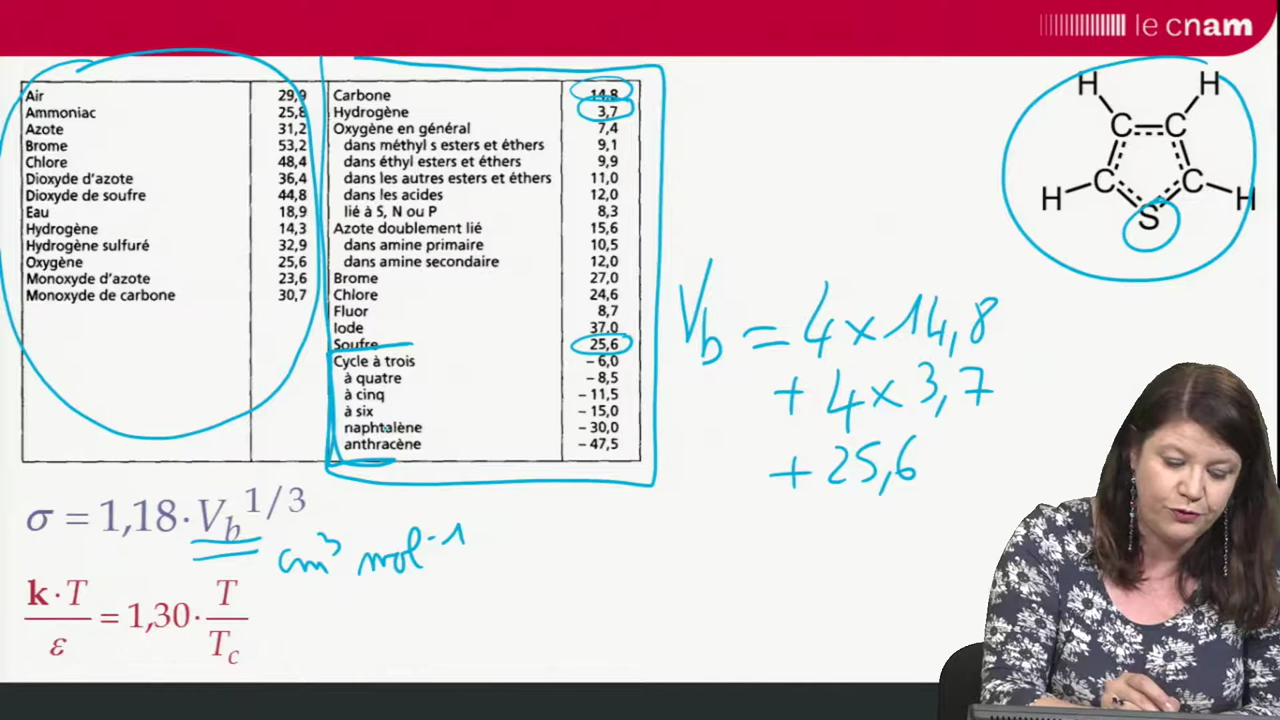 le cnam
Air 29,9
Ammoniac 25,8
Azote 31,2
Brome 53,2
Chlore 48,4
Dioxyde d'azote 36,4
Dioxyde de soufre 44,8
Eau 18,9
Hydrogène 14,3
Hydrogène sulfuré 32,9
Oxygène 25,6
Monoxyde d'azote 23,6
Monoxyde de carbone 30,7
Carbone 14,8
Hydrogène 3,7
Oxygène en général 7,4
dans méthyl s esters et éthers 9,1
dans éthyl esters et éthers 9,9
dans les autres esters et éthers 11,0
dans les acides 12,0
lié à S, N ou P 8,3
Azote doublement lié 15,6
dans amine primaire 10,5
dans amine secondaire 12,0
Brome 27,0
Chlore 24,6
Fluor 8,7
Iode 37,0
Soufre 25,6
Cycle à trois – 6,0
à quatre – 8,5
à cinq – 11,5
à six – 15,0
naphtalène – 30,0
anthracène – 47,5
H H
C C
H C C H
S
Vb = 4 x 14,8
+ 4 x 3,7
+ 25,6
σ = 1,18 · Vb^1/3
cm³ mol-1
k · T / ε = 1,30 · T / Tc